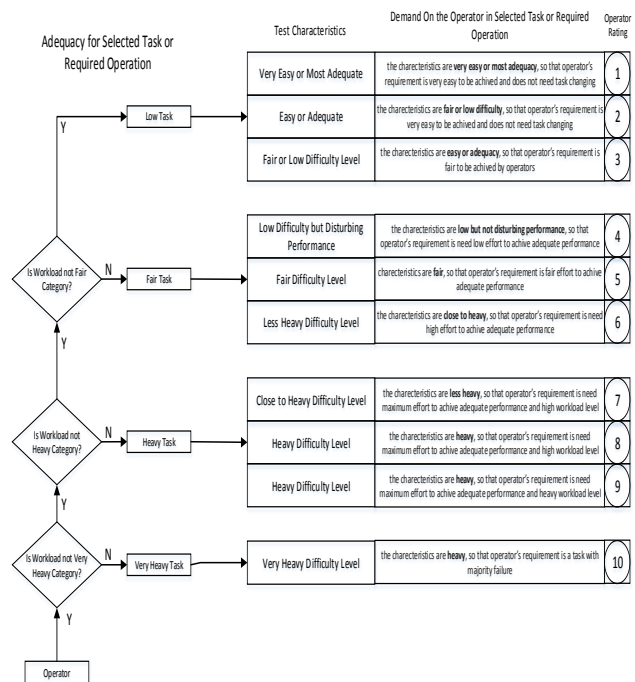 Adequacy for Selected Task or
Required Operation
Test Characteristics
Demand On the Operator in Selected Task or Required
Operation
Operator
Rating
Y
Low Task
Very Easy or Most Adequate
the charecteristics are very easy or most adequacy, so that operator's
requirement is very easy to be achived and does not need task changing
1
Easy or Adequate
the charecteristics are fair or low difficulty, so that operator's requirement is
very easy to be achived and does not need task changing
2
Fair or Low Difficulty Level
the charecteristics are easy or adequacy, so that operator's requirement is
fair to be achived by operators
3
Is Workload not Fair
Category?
N
Fair Task
Low Difficulty but Disturbing
Performance
the charecteristics are low but not disturbing performance, so that
operator's requirement is need low effort to achive adequate performance
4
Fair Difficulty Level
charecteristics are fair, so that operator's requirement is fair effort to achive
adequate performance
5
Less Heavy Difficulty Level
the charecteristics are close to heavy, so that operator's requirement is need
high effort to achive adequate performance
6
Y
Is Workload not
Heavy Category?
N
Heavy Task
Close to Heavy Difficulty Level
the charecteristics are less heavy, so that operator's requirement is need
maximum effort to achive adequate performance and high workload level
7
Heavy Difficulty Level
the charecteristics are heavy, so that operator's requirement is need
maximum effort to achive adequate performance and high workload level
8
Heavy Difficulty Level
the charecteristics are heavy, so that operator's requirement is need
maximum effort to achieve adequate performance and heavy workload level
9
Y
Is Workload not Very
Heavy Category?
N
Very Heavy Task
Very Heavy Difficulty Level
the charecteristics are heavy, so that operator's requirement is a task with
majority failure
10
Y
Operator